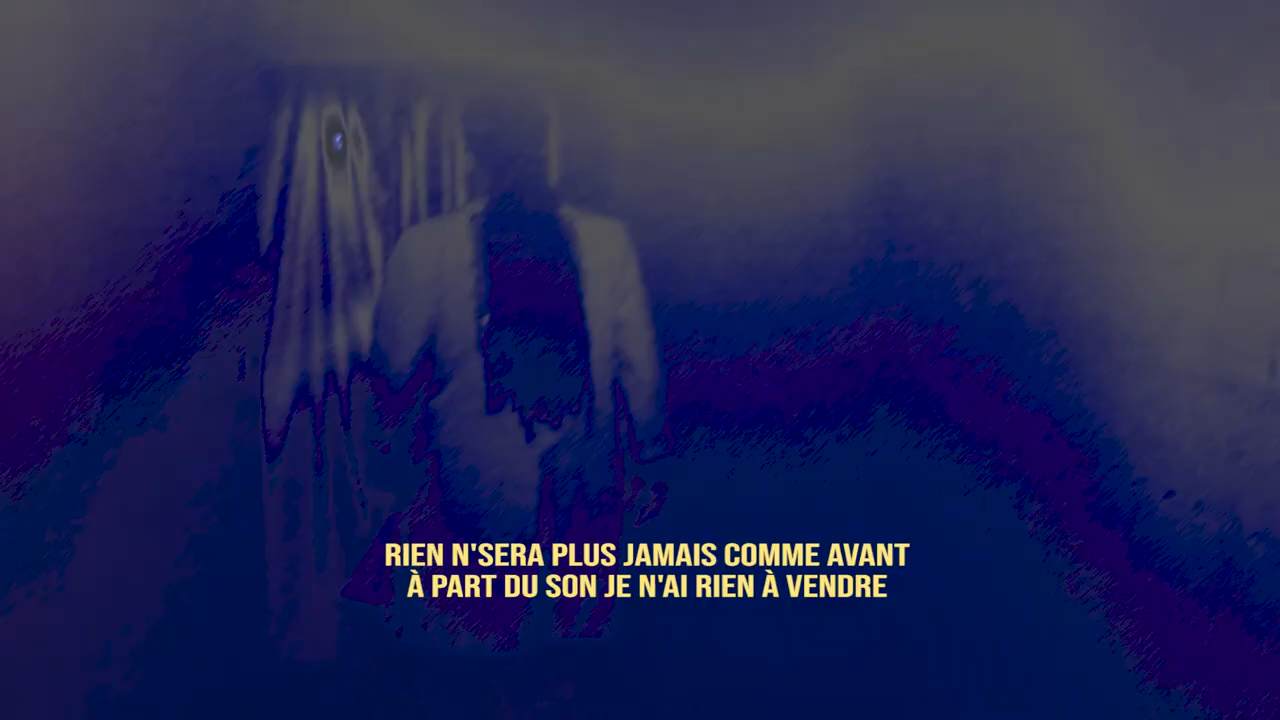 RIEN N'SERA PLUS JAMAIS COMME AVANT
À PART DU SON JE N'AI RIEN À VENDRE